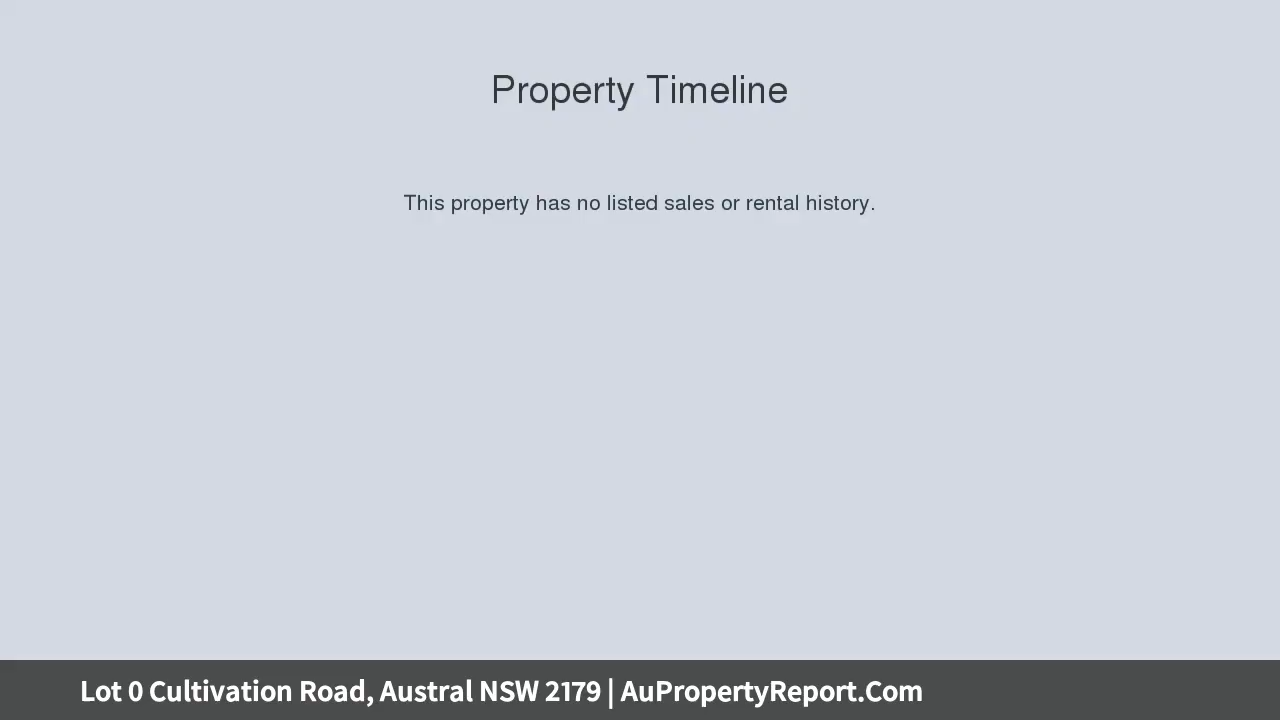 Property Timeline
This property has no listed sales or rental history.
Lot 0 Cultivation Road, Austral NSW 2179 | AuPropertyReport.Com